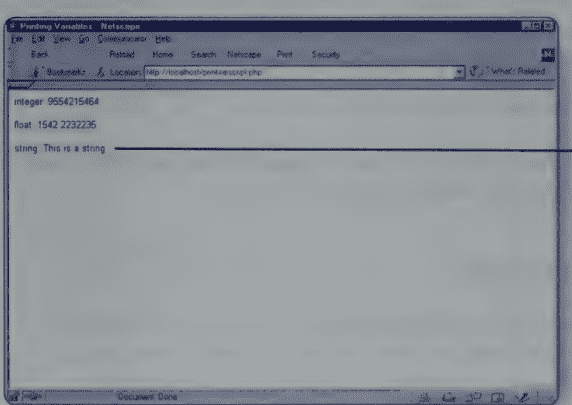 Printing Variables - Netscape
File Edit View Go Communicator Help
Back Reload Home Search Netscape Print Security
Bookmarks Location: What's Related
integer 9554215464
float 1542.2232235
string This is a string
Document: Done